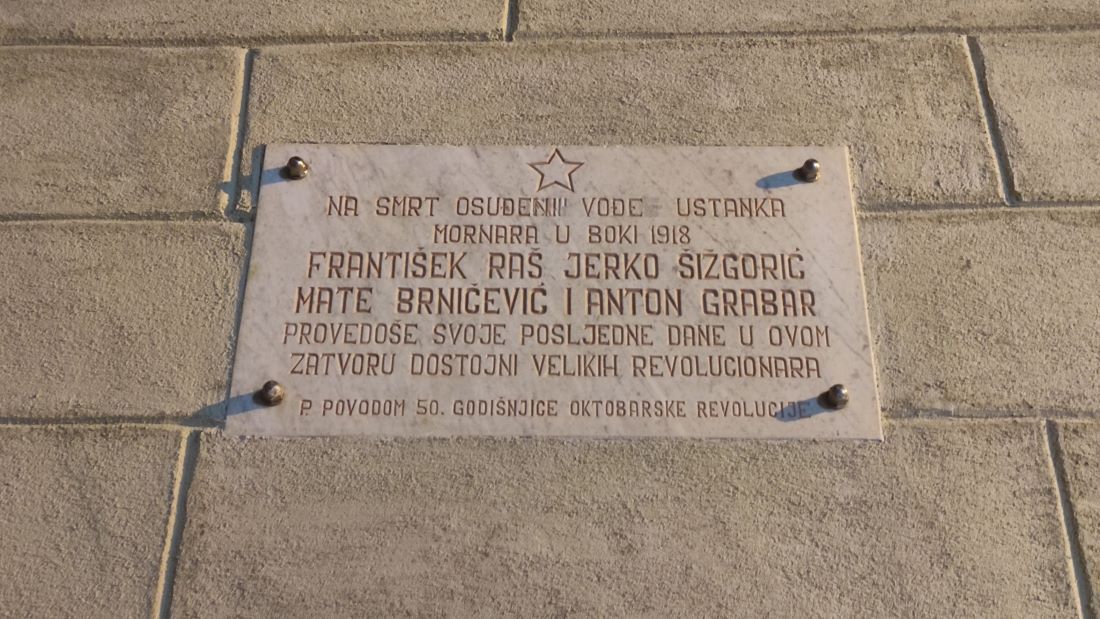 NA SMRT OSUĐENI VOĐE USTANKA
MORNARA U BOKI 1918
FRANTIŠEK RAŠ JERKO ŠIŽGORIĆ
MATE BRNIČEVIĆ I ANTON GRABAR
PROVEDOŠE SVOJE POSLJEDNE DANE U OVOM
ZATVORU DOSTOJNI VELIKIH REVOLUCIONARA
P. POVODOM 50. GODIŠNJICE OKTOBARSKE REVOLUCIJE